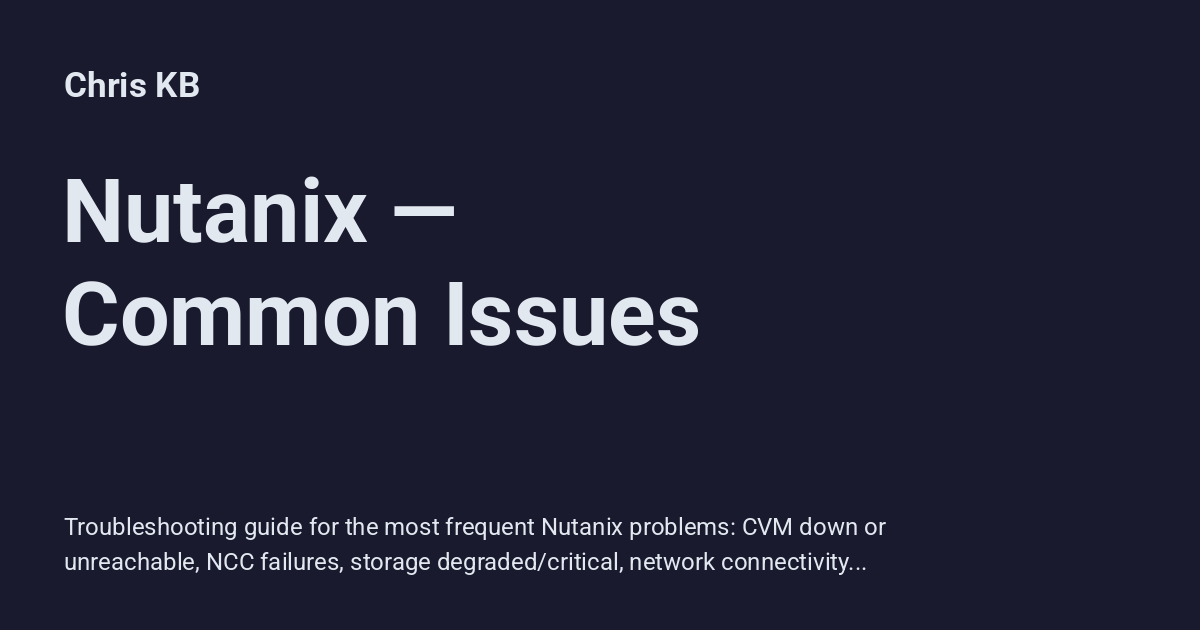 Chris KB
Nutanix —
Common Issues
Troubleshooting guide for the most frequent Nutanix problems: CVM down or
unreachable, NCC failures, storage degraded/critical, network connectivity...